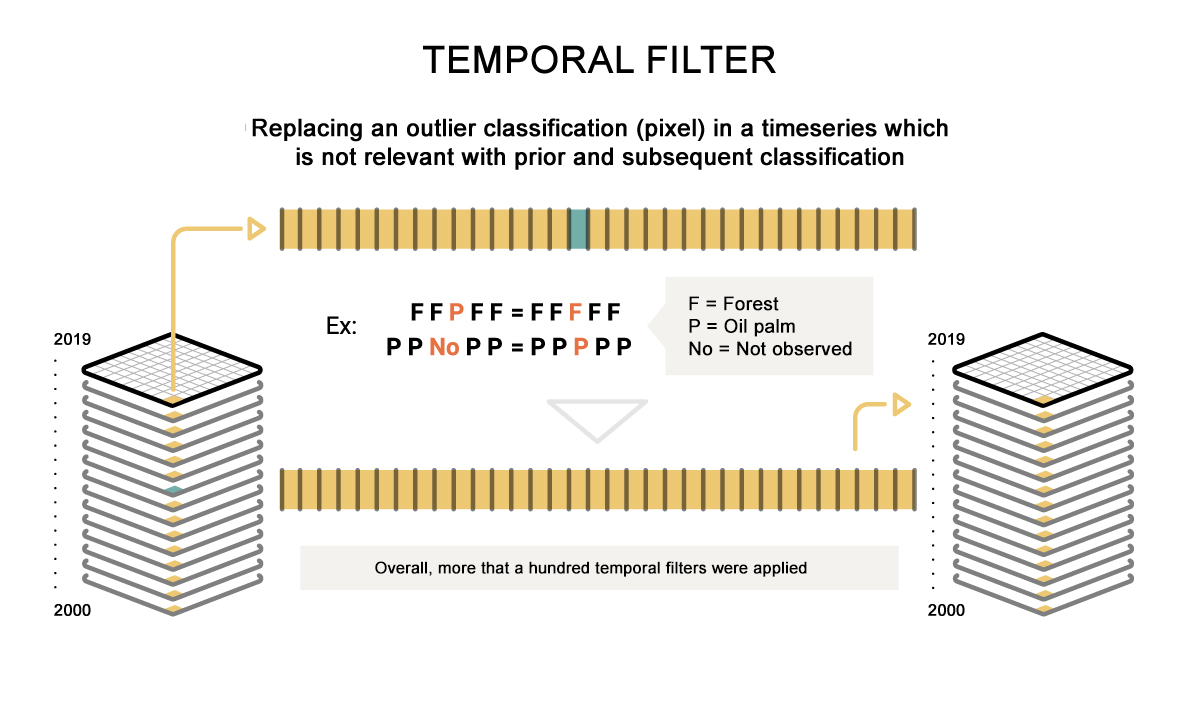 TEMPORAL FILTER
Replacing an outlier classification (pixel) in a timeseries which
is not relevant with prior and subsequent classification
Ex:
F F P F F = F F F F F
P P No P P = P P P P P
F = Forest
P = Oil palm
No = Not observed
2019
2000
2019
2000
Overall, more that a hundred temporal filters were applied